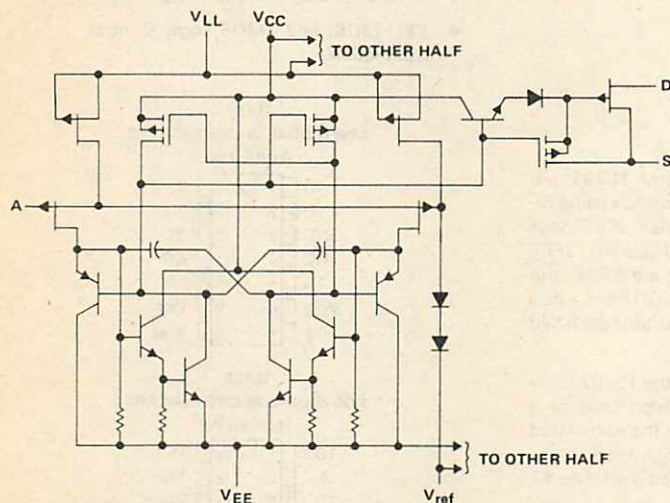 VLL
VCC
TO OTHER HALF
D
S
A
TO OTHER HALF
VEE
Vref